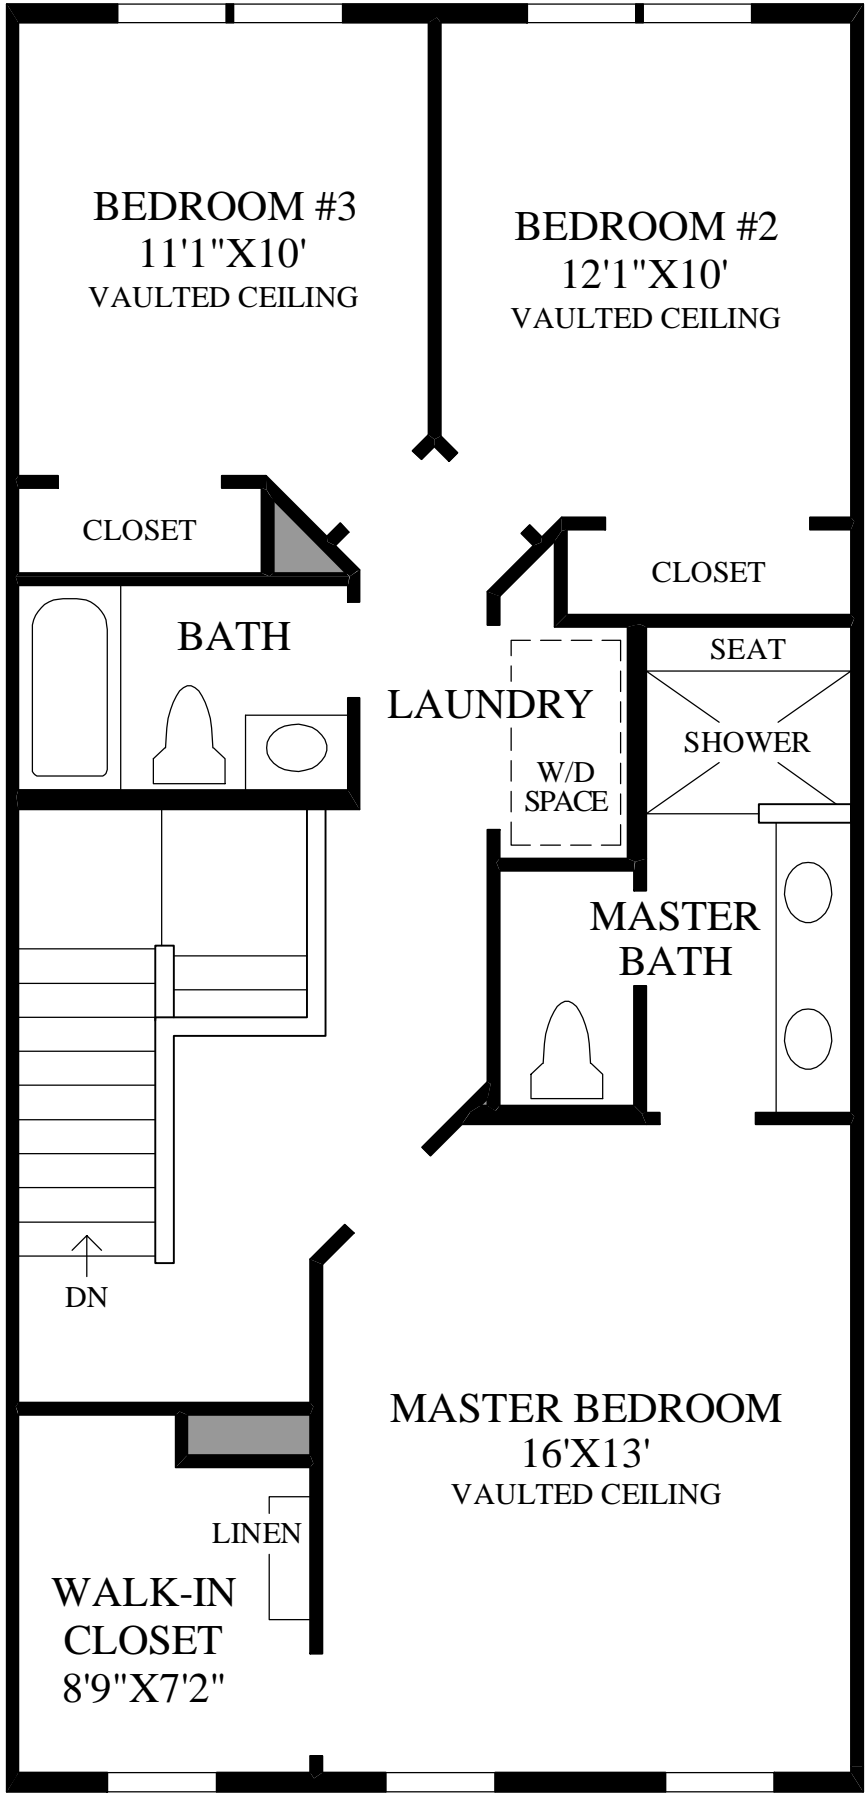 BEDROOM #3
11'1"X10'
VAULTED CEILING
BEDROOM #2
12'1"X10'
VAULTED CEILING
CLOSET
CLOSET
BATH
SEAT
LAUNDRY
SHOWER
W/D
SPACE
MASTER
BATH
DN
MASTER BEDROOM
16'X13'
VAULTED CEILING
LINEN
WALK-IN
CLOSET
8'9"X7'2"